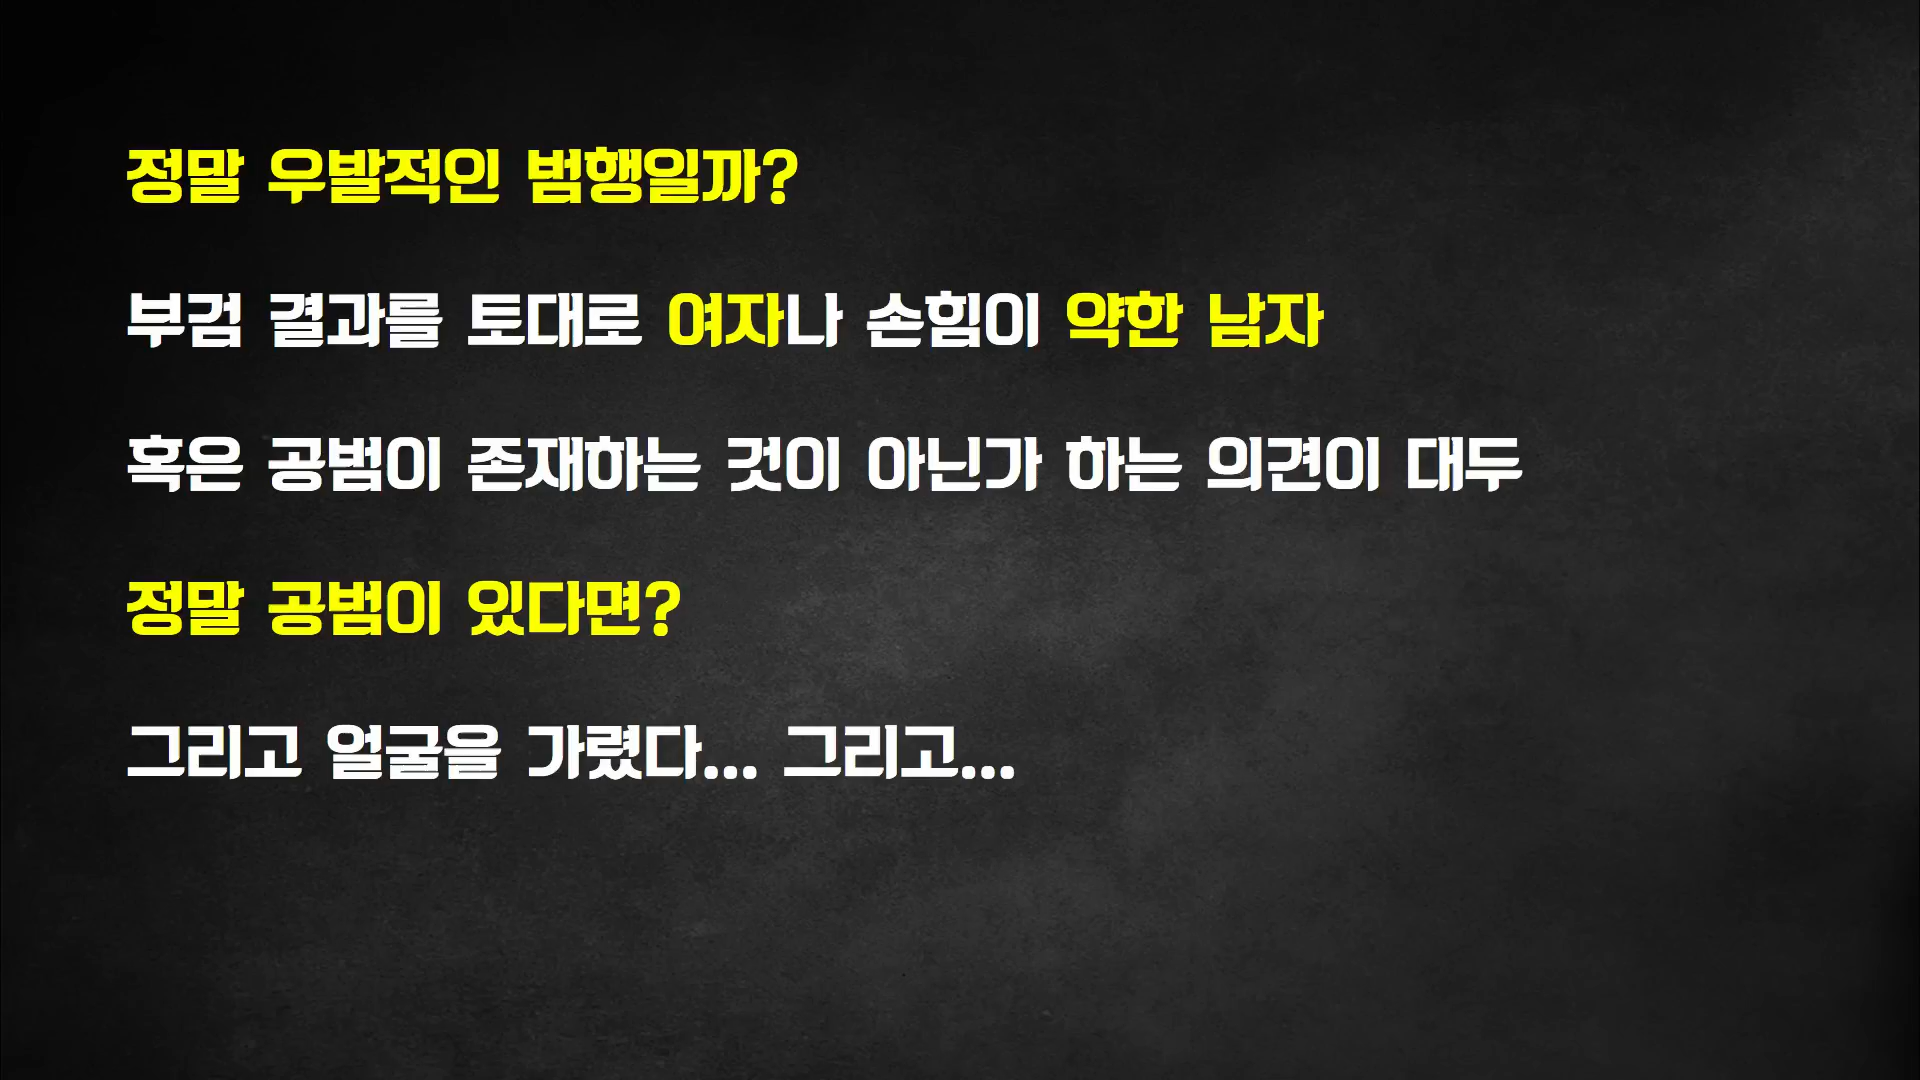 정말 우발적인 범행일까?
부검 결과를 토대로 여자나 손힘이 약한 남자
혹은 공범이 존재하는 것이 아닌가 하는 의견이 대두
정말 공범이 있다면?
그리고 얼굴을 가렸다... 그리고...